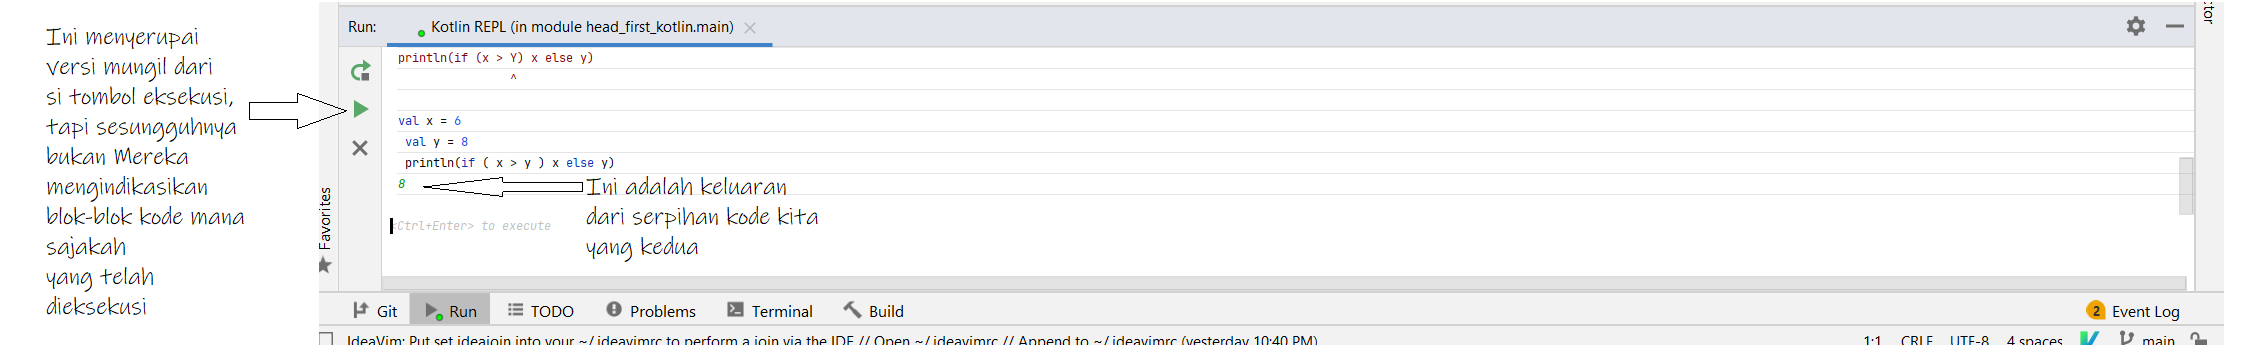 Ini menyerupai
versi mungil dari
si tombol eksekusi,
tapi sesungguhnya
bukan Mereka
mengindikasikan
blok-blok kode mana
sajakah
yang telah
dieksekusi
Run:
Kotlin REPL (in module head_first_kotlin.main)
println(if (x > Y) x else y)
^
val x = 6
val y = 8
println(if ( x > y ) x else y)
8
<Ctrl+Enter> to execute
Ini adalah keluaran
dari serpihan kode kita
yang kedua
Favorites
ctor
Git
Run
TODO
Problems
Terminal
Build
2 Event Log
IdeaVim: Put set ideajoin into your ~/.ideavimrc to perform a join via the IDE // Open ~/.ideavimrc // Append to ~/.ideavimrc (yesterday 10:40 PM)
1:1 CRLF UTF-8 4 spaces main